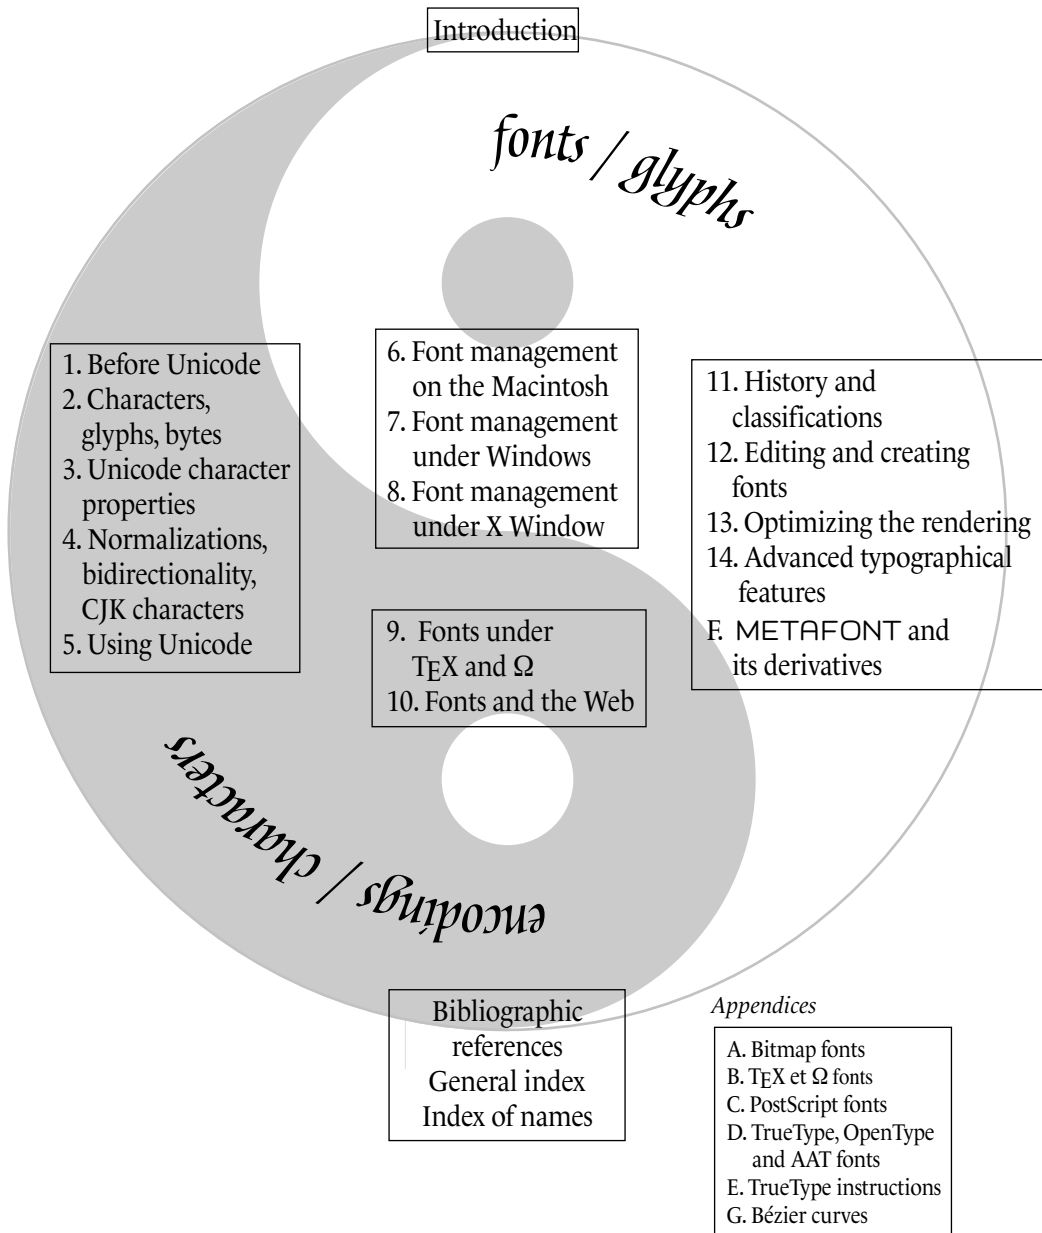 Introduction
fonts / glyphs
1. Before Unicode
2. Characters,
glyphs, bytes
3. Unicode character
properties
4. Normalizations,
bidirectionality,
CJK characters
5. Using Unicode
6. Font management
on the Macintosh
7. Font management
under Windows
8. Font management
under X Window
9. Fonts under
TEX and Ω
10. Fonts and the Web
11. History and
classifications
12. Editing and creating
fonts
13. Optimizing the rendering
14. Advanced typographical
features
F. METAFONT and
its derivatives
encodings / characters
Bibliographic
references
General index
Index of names
Appendices
A. Bitmap fonts
B. TEX et Ω fonts
C. PostScript fonts
D. TrueType, OpenType
and AAT fonts
E. TrueType instructions
G. Bézier curves